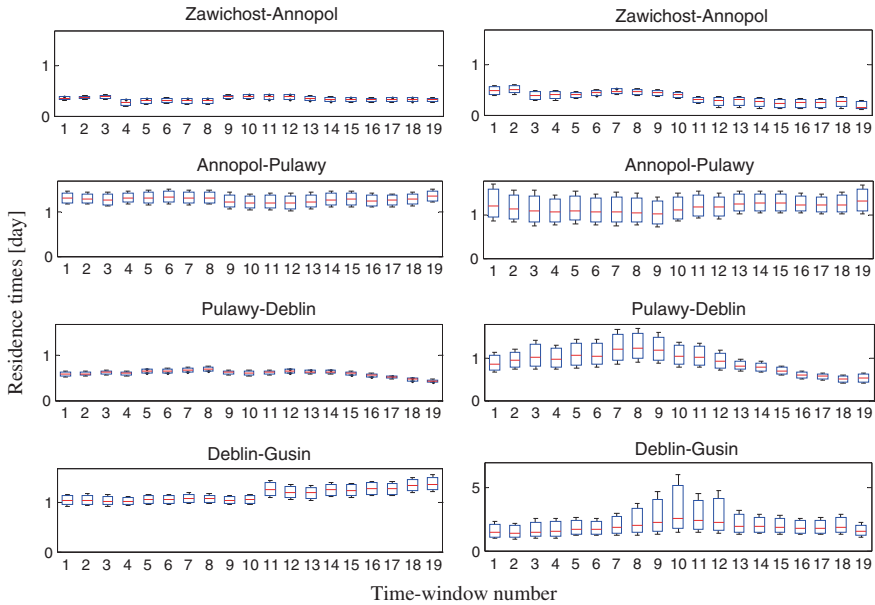 Zawichost-Annopol
1
0
1 2 3 4 5 6 7 8 9 10 11 12 13 14 15 16 17 18 19
Zawichost-Annopol
1
0
1 2 3 4 5 6 7 8 9 10 11 12 13 14 15 16 17 18 19
Annopol-Pulawy
1
0
1 2 3 4 5 6 7 8 9 10 11 12 13 14 15 16 17 18 19
Annopol-Pulawy
1
0
1 2 3 4 5 6 7 8 9 10 11 12 13 14 15 16 17 18 19
Pulawy-Deblin
1
0
1 2 3 4 5 6 7 8 9 10 11 12 13 14 15 16 17 18 19
Pulawy-Deblin
1
0
1 2 3 4 5 6 7 8 9 10 11 12 13 14 15 16 17 18 19
Deblin-Gusin
1
0
1 2 3 4 5 6 7 8 9 10 11 12 13 14 15 16 17 18 19
Deblin-Gusin
5
0
1 2 3 4 5 6 7 8 9 10 11 12 13 14 15 16 17 18 19
Residence times [day]
Time-window number